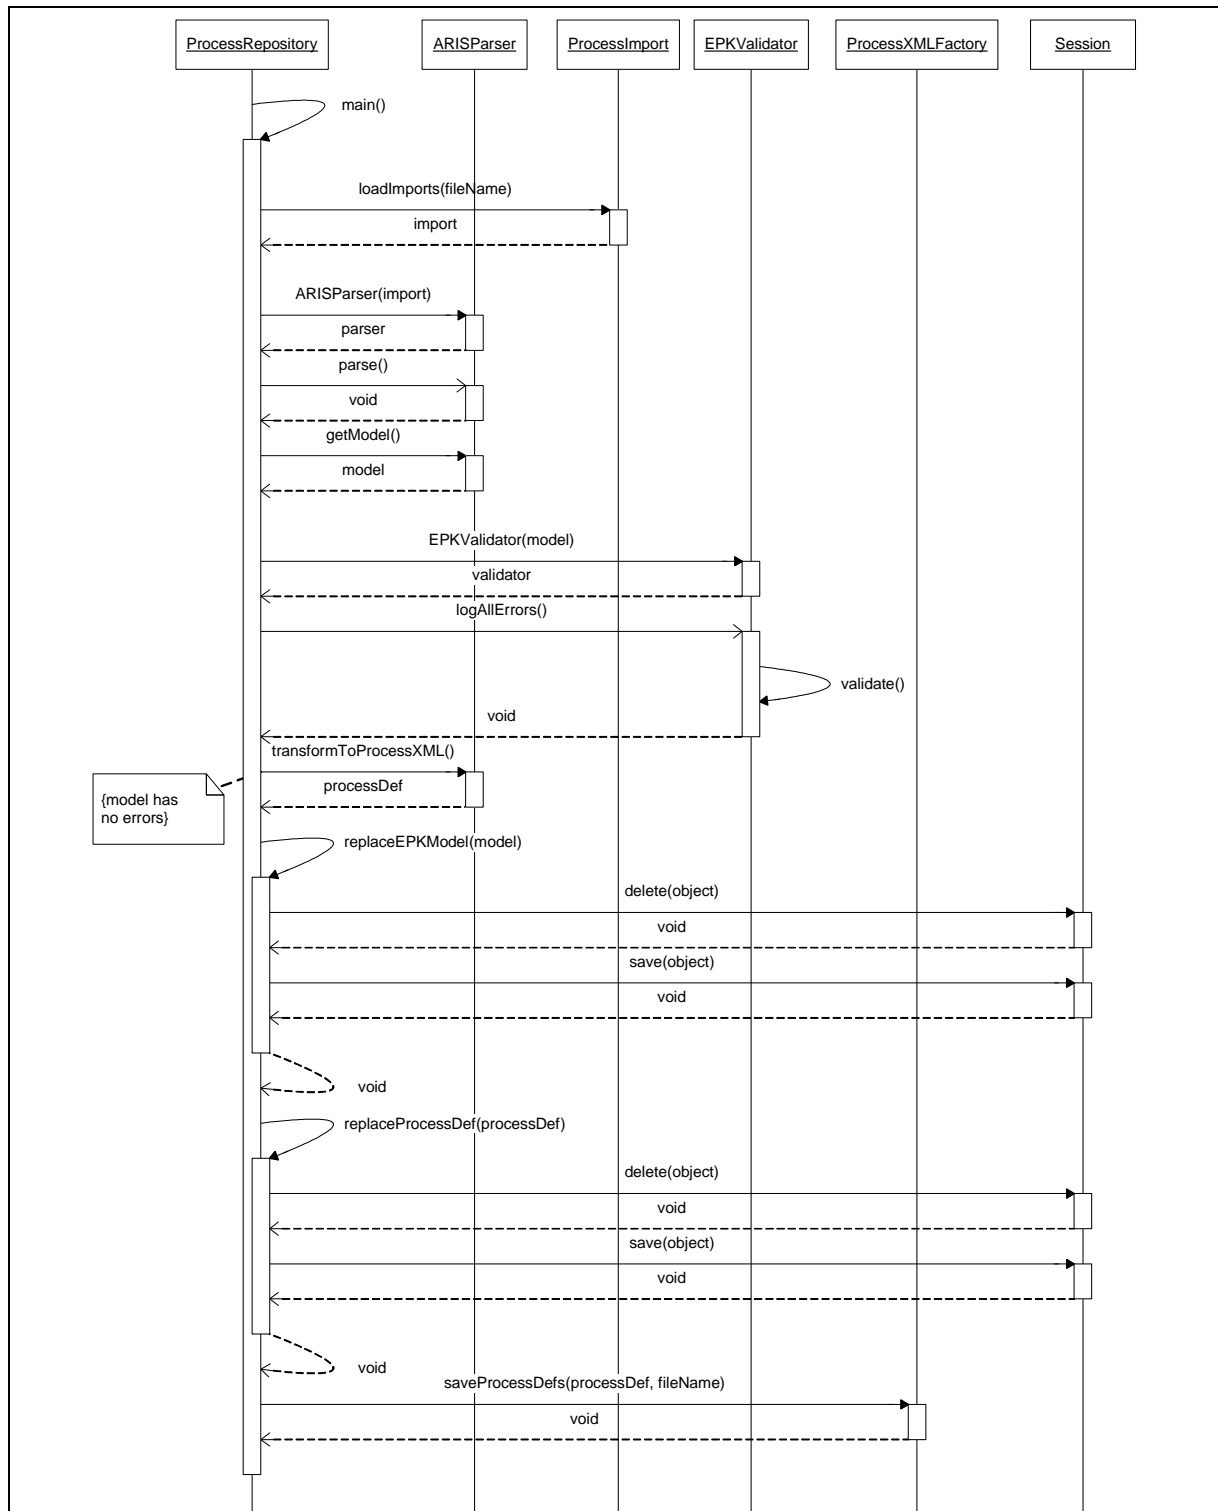 ProcessRepository
ARISParser
ProcessImport
EPKValidator
ProcessXMLFactory
Session
main()
loadImports(fileName)
import
ARISParser(import)
parser
parse()
void
getModel()
model
EPKValidator(model)
validator
logAllErrors()
validate()
void
transformToProcessXML()
processDef
{model has
no errors}
replaceEPKModel(model)
delete(object)
void
save(object)
void
void
replaceProcessDef(processDef)
delete(object)
void
save(object)
void
void
saveProcessDefs(processDef, fileName)
void